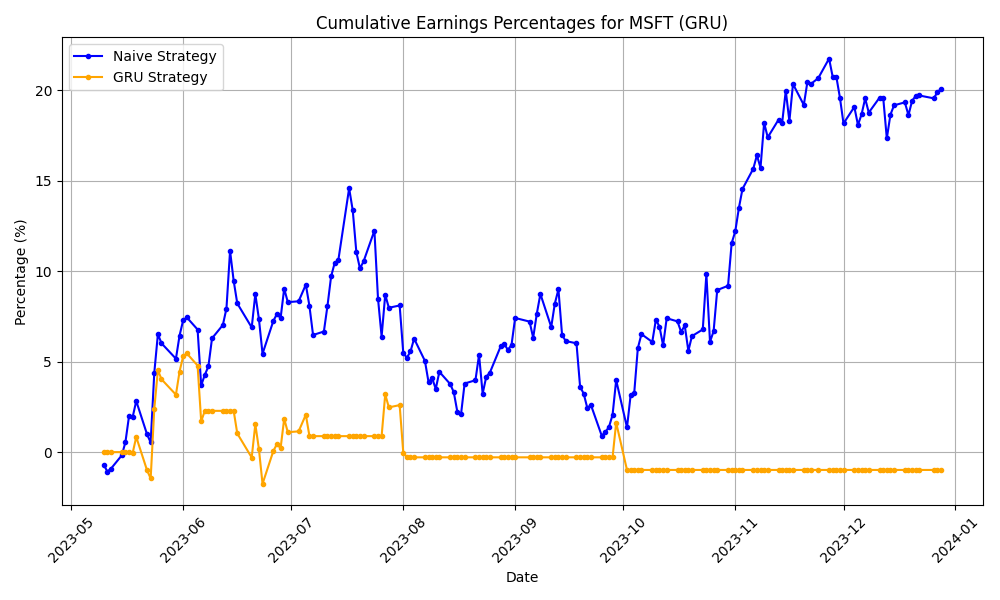 Cumulative Earnings Percentages for MSFT (GRU)
Naive Strategy
GRU Strategy
Percentage (%)
20
15
10
5
0
2023-05
2023-06
2023-07
2023-08
2023-09
2023-10
2023-11
2023-12
2024-01
Date